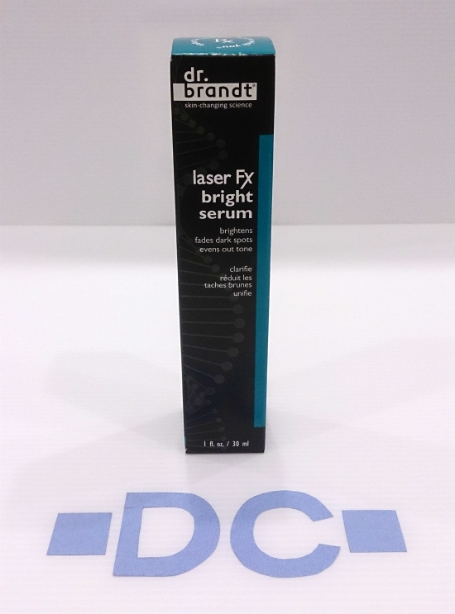 dr.
brandt®
skin-changing science
laser Fx
bright
serum
brightens
fades dark spots
evens out tone
clarifie
réduit les
taches brunes
unifie
1 fl. oz. / 30 ml
DC